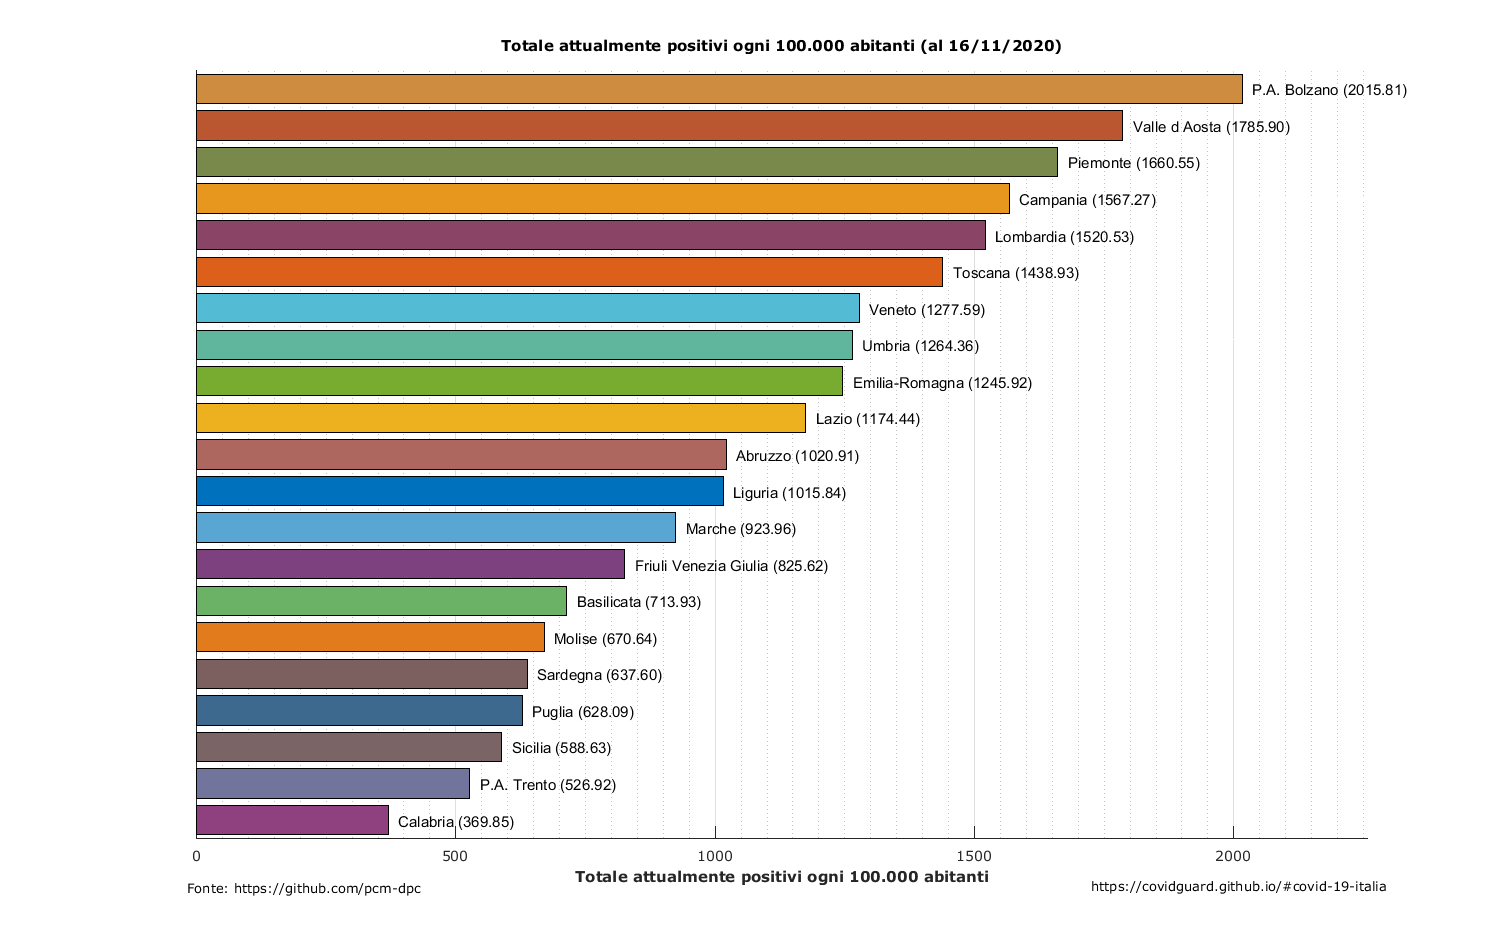 Totale attualmente positivi ogni 100.000 abitanti (al 16/11/2020)
P.A. Bolzano (2015.81)
Valle d Aosta (1785.90)
Piemonte (1660.55)
Campania (1567.27)
Lombardia (1520.53)
Toscana (1438.93)
Veneto (1277.59)
Umbria (1264.36)
Emilia-Romagna (1245.92)
Lazio (1174.44)
Abruzzo (1020.91)
Liguria (1015.84)
Marche (923.96)
Friuli Venezia Giulia (825.62)
Basilicata (713.93)
Molise (670.64)
Sardegna (637.60)
Puglia (628.09)
Sicilia (588.63)
P.A. Trento (526.92)
Calabria (369.85)
0 500 1000 1500 2000
Totale attualmente positivi ogni 100.000 abitanti
Fonte: https://github.com/pcm-dpc
https://covidguard.github.io/#covid-19-italia